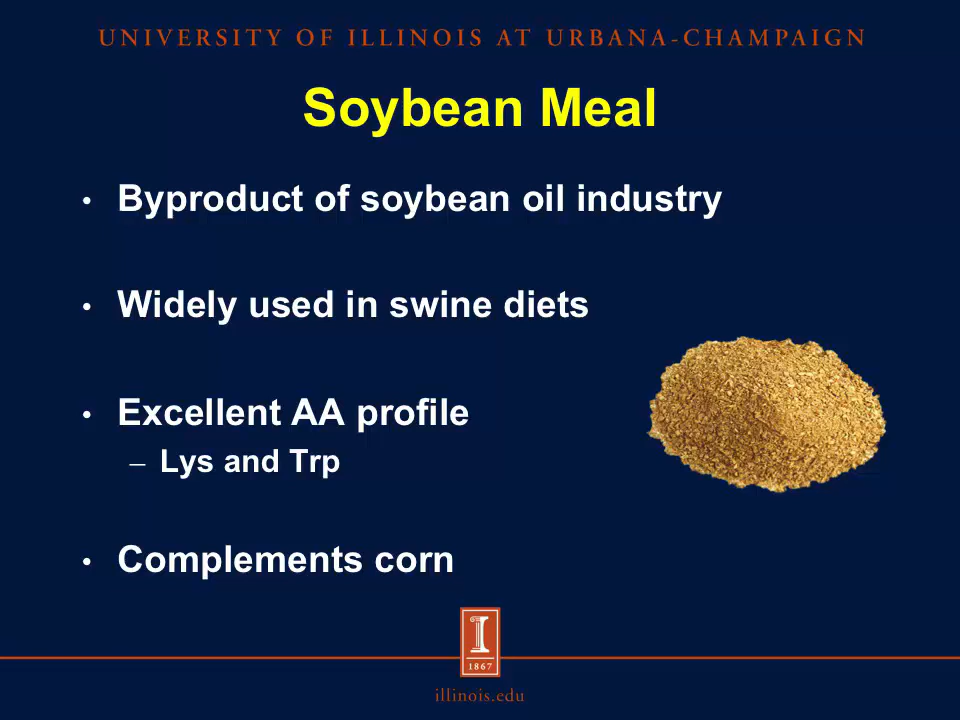 UNIVERSITY OF ILLINOIS AT URBANA-CHAMPAIGN
Soybean Meal
• Byproduct of soybean oil industry
• Widely used in swine diets
• Excellent AA profile
– Lys and Trp
• Complements corn
I
1867
illinois.edu